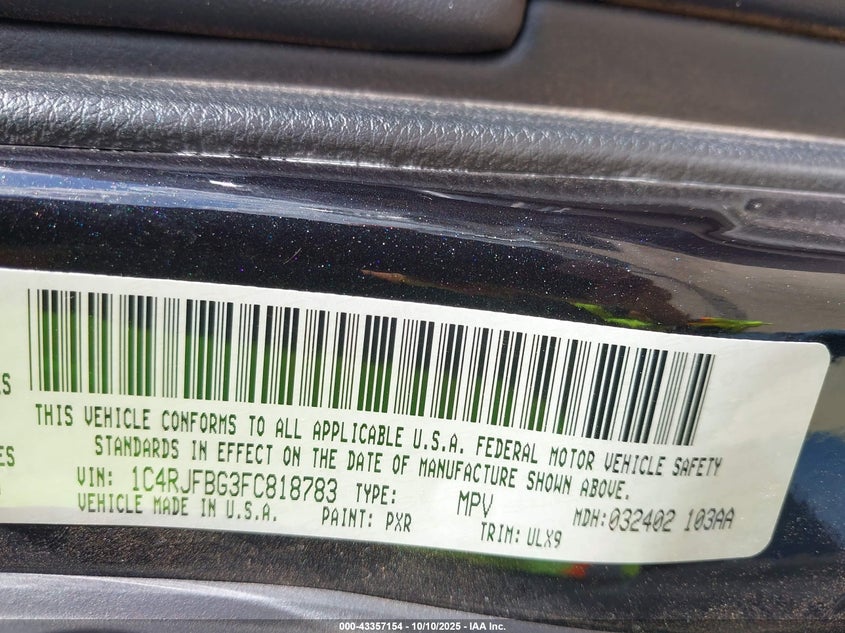 THIS VEHICLE CONFORMS TO ALL APPLICABLE U.S.A. FEDERAL MOTOR VEHICLE SAFETY
STANDARDS IN EFFECT ON THE DATE OF MANUFACTURE SHOWN ABOVE.
VIN: 1C4RJFBG3FC818783 TYPE: MPV MDH:032402 103AA
VEHICLE MADE IN U.S.A. PAINT: PXR TRIM: ULX9
000-43357154 - 10/10/2025 - IAA Inc.